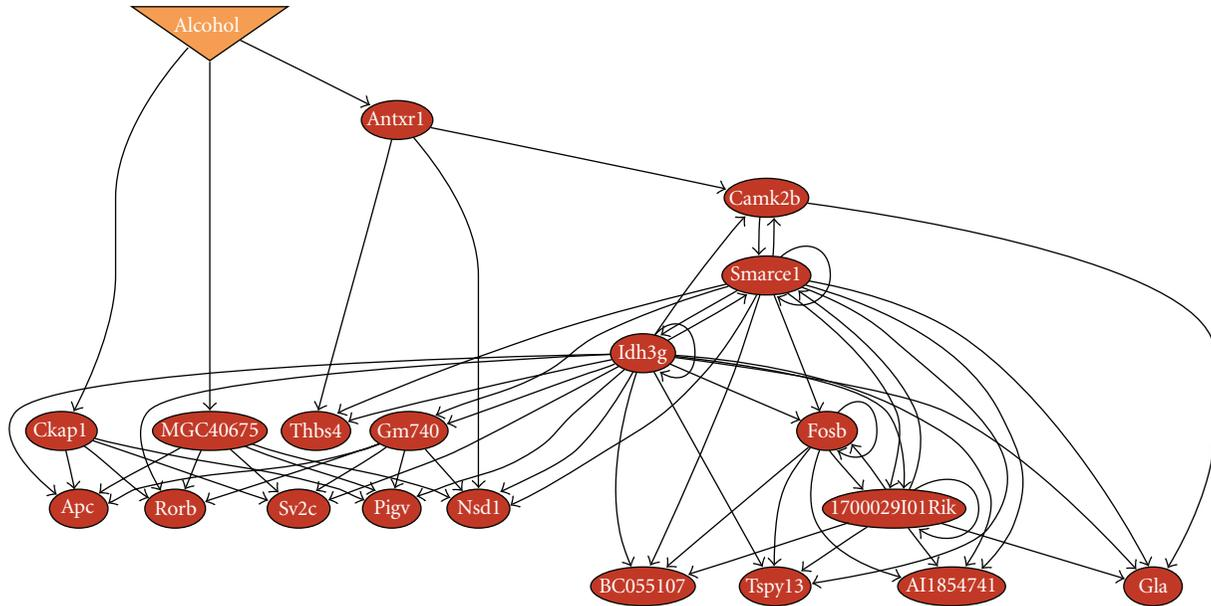 Alcohol
Antxr1
Camk2b
Smarce1
Idh3g
Ckap1
MGC40675
Thbs4
Gm740
Fosb
Apc
Rorb
Sv2c
Pigv
Nsd1
1700029I01Rik
BC055107
Tspy13
AI1854741
Gla